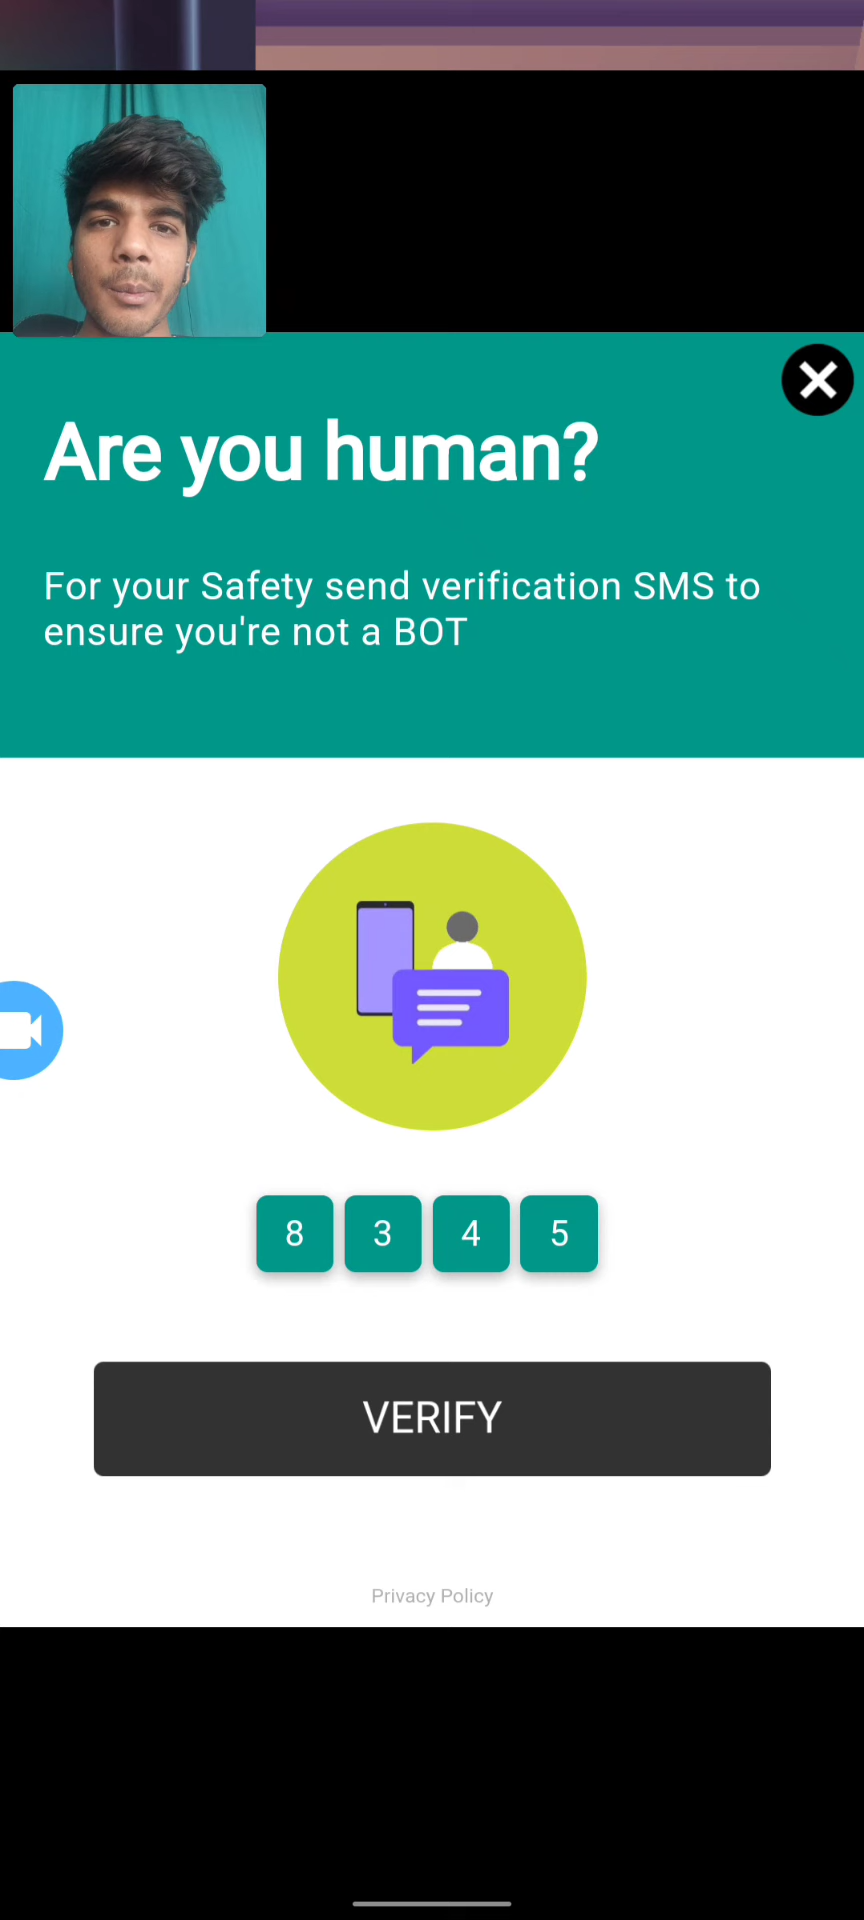 Are you human?
For your Safety send verification SMS to
ensure you're not a BOT
8 3 4 5
VERIFY
Privacy Policy